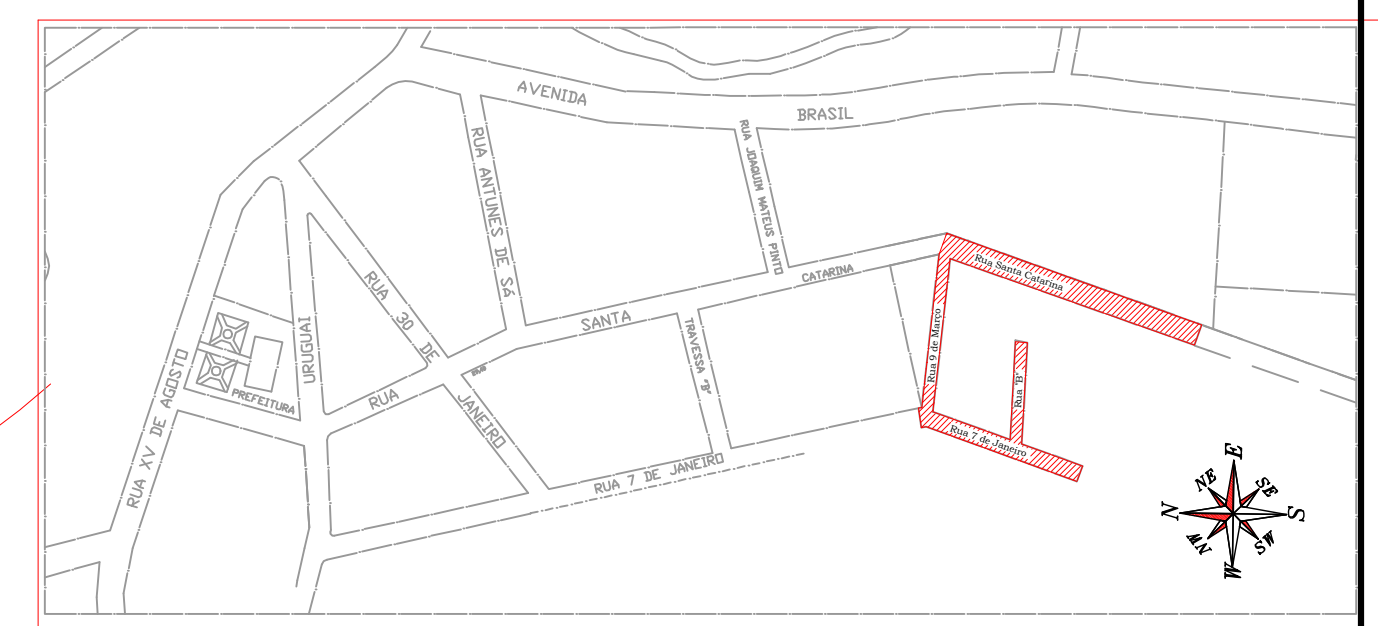 AVENIDA
BRASIL
RUA ANTUNES DE SÁ
RUA JOAQUIM MATEUS PINTO
Rua Santa Catarina
CATARINA
SANTA
RUA
RUA 30 DE
JANEIRO
URUGUAI
TRAVESSA "B"
Rua 9 de Março
Rua "B"
Rua 7 de Janeiro
PREFEITURA
RUA XV DE AGOSTO
RUA 7 DE JANEIRO
E
NE
SE
N
S
NW
SW
W